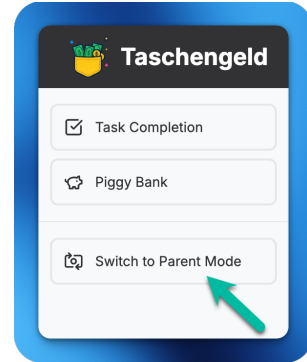 Taschengeld
Task Completion
Piggy Bank
Switch to Parent Mode